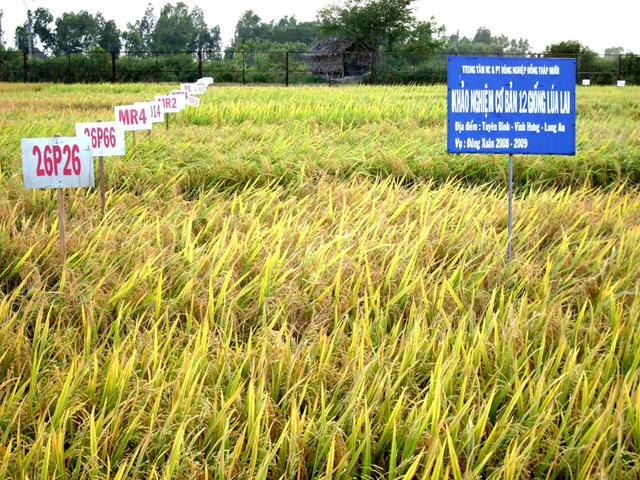 26P26
26P66
MR4
MR2
TRUNG TÂM NC & PT NÔNG NGHIỆP ĐỒNG THÁP MƯỜI
KHẢO NGHIỆM CƠ BẢN 12 GIỐNG LÚA LAI
Địa điểm : Tuyên Bình - Vĩnh Hưng - Long An
Vụ : Đông Xuân 2008 - 2009